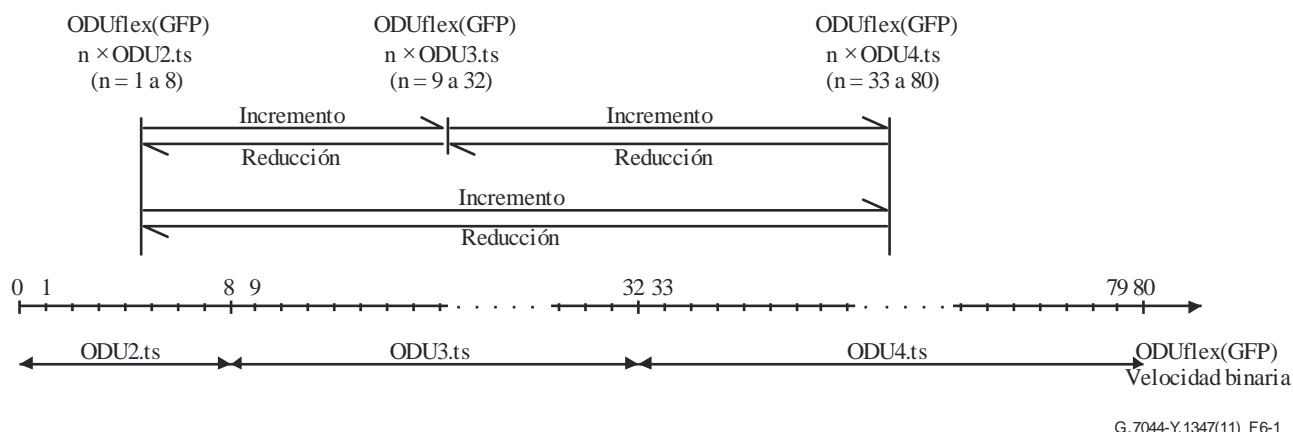 ODUflex(GFP)
n × ODU2.ts
(n = 1 a 8)
ODUflex(GFP)
n × ODU3.ts
(n = 9 a 32)
ODUflex(GFP)
n × ODU4.ts
(n = 33 a 80)
Incremento
Incremento
Reducción
Reducción
Incremento
Reducción
0 1 8 9 32 33 79 80
ODU2.ts ODU3.ts ODU4.ts ODUflex(GFP)
Velocidad binaria
G.7044-Y.1347(11)_F6-1